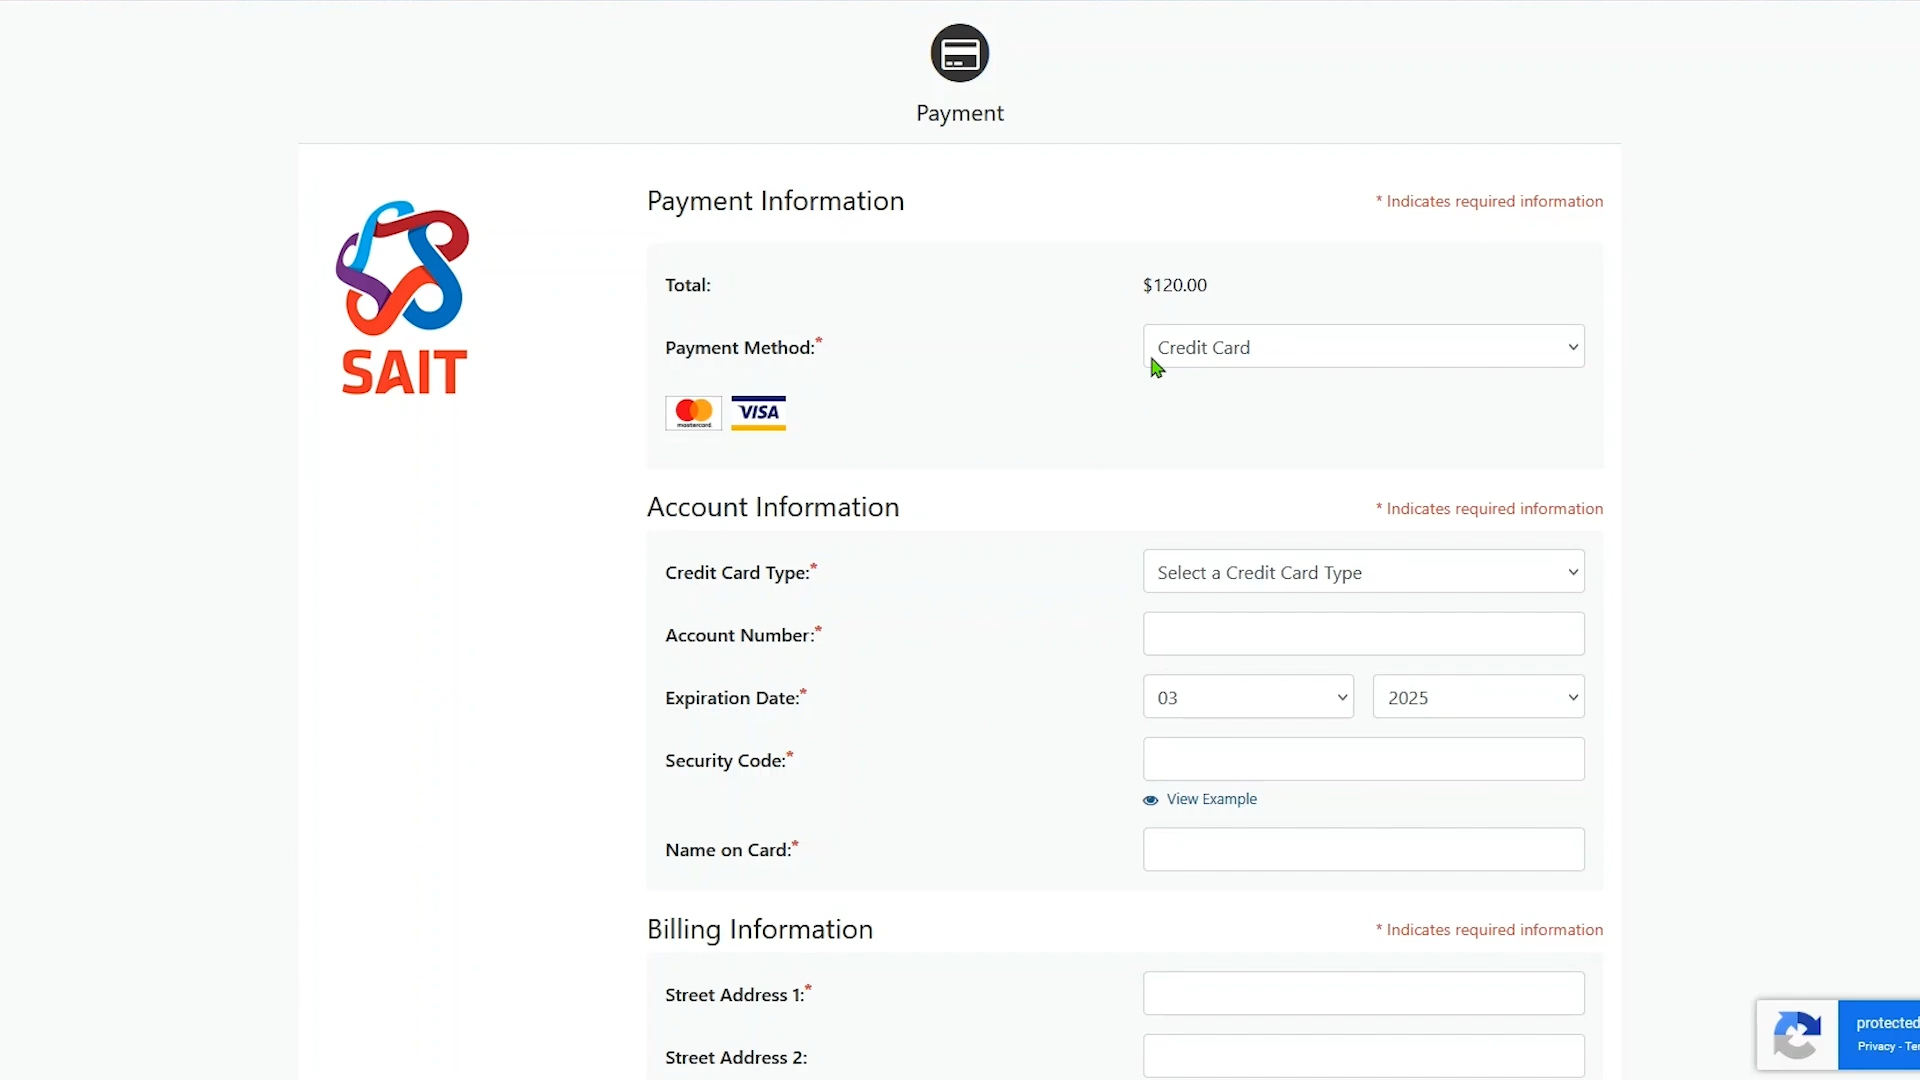 Payment
SAIT
Payment Information
* Indicates required information
Total:
$120.00
Payment Method:*
Credit Card
mastercard
VISA
Account Information
* Indicates required information
Credit Card Type:*
Select a Credit Card Type
Account Number:*
Expiration Date:*
03
2025
Security Code:*
View Example
Name on Card:*
Billing Information
* Indicates required information
Street Address 1:*
Street Address 2:
protected
Privacy - Ter